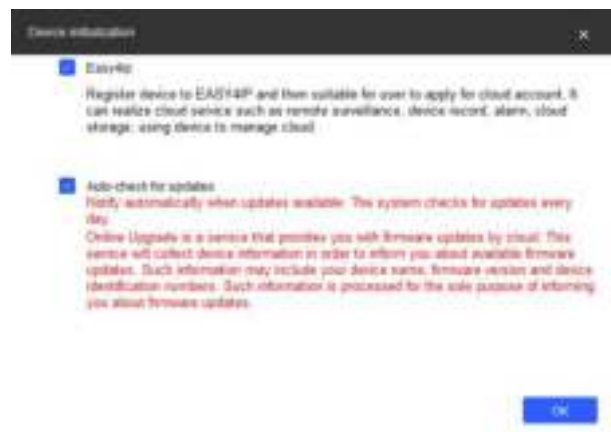 Device initialization
Easy4ip
Register device to EASY4IP and then suitable for user to apply for cloud account. It
can realize cloud service such as remote surveillance, device record, alarm, cloud
storage, using device to manage cloud.
Auto-check for updates
Notify automatically when updates available. The system checks for updates every
day.
Online Upgrade is a service that provides you with firmware updates by cloud. This
service will collect device information in order to inform you about available firmware
updates. Such information may include your device name, firmware version and device
identification numbers. Such information is processed for the sole purpose of informing
you about firmware updates.
OK